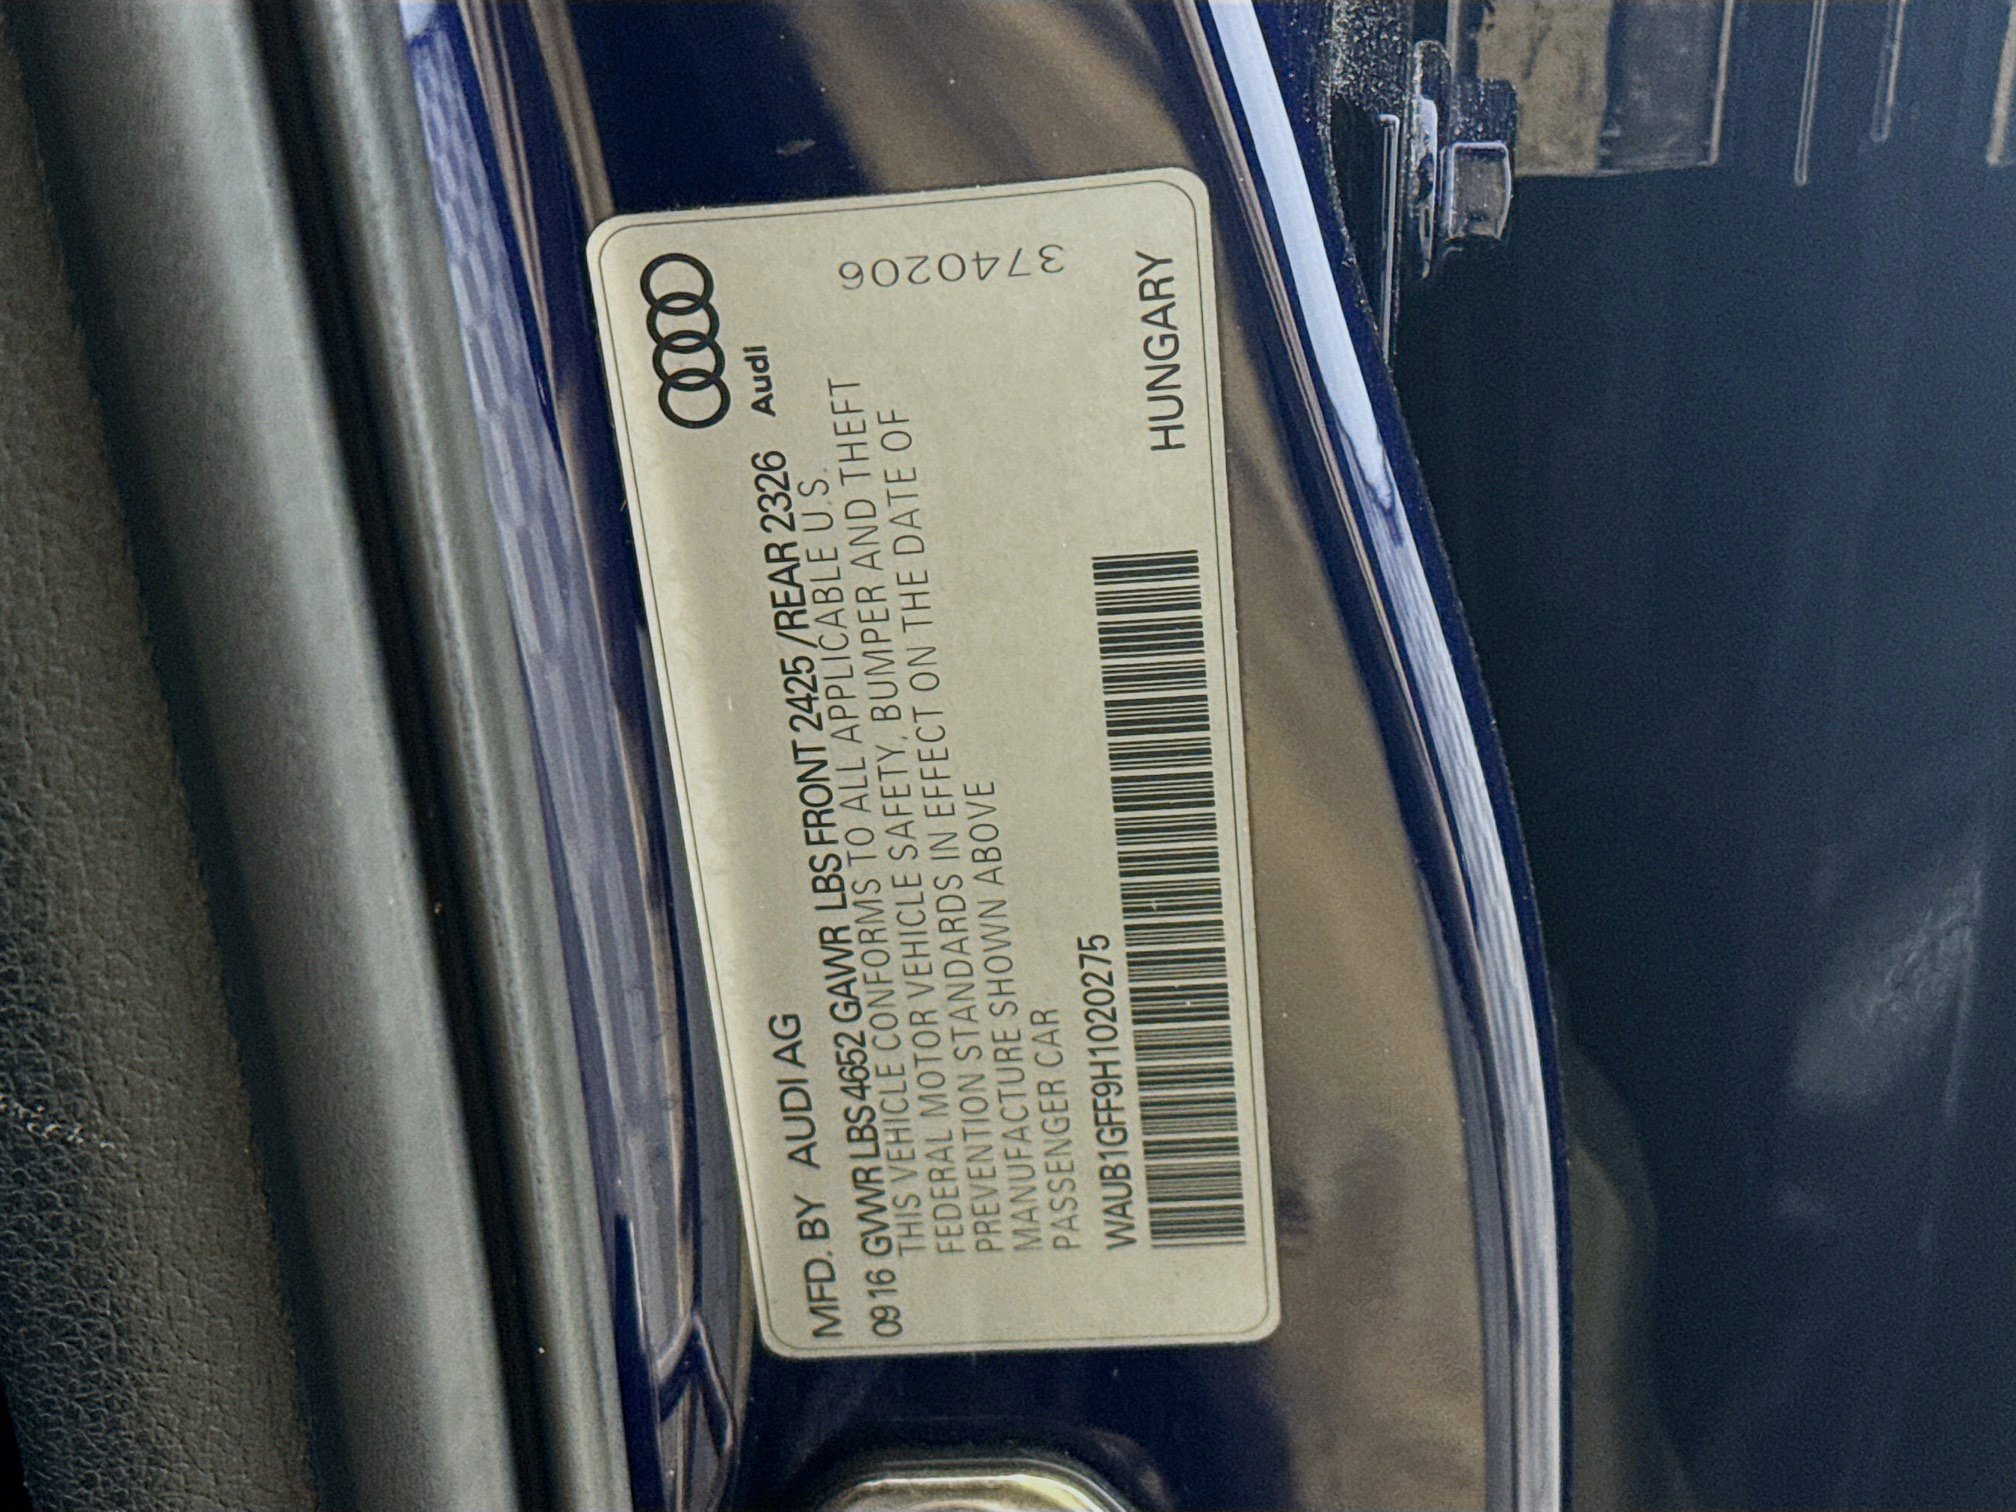 MFD. BY AUDI AG
Audi
0916 GVWR LBS 4652 GAWR LBS FRONT 2425 /REAR 2326
THIS VEHICLE CONFORMS TO ALL APPLICABLE U.S.
FEDERAL MOTOR VEHICLE SAFETY, BUMPER AND THEFT
PREVENTION STANDARDS IN EFFECT ON THE DATE OF
MANUFACTURE SHOWN ABOVE
PASSENGER CAR
3740206
WAUB1GFF9H1020275
HUNGARY